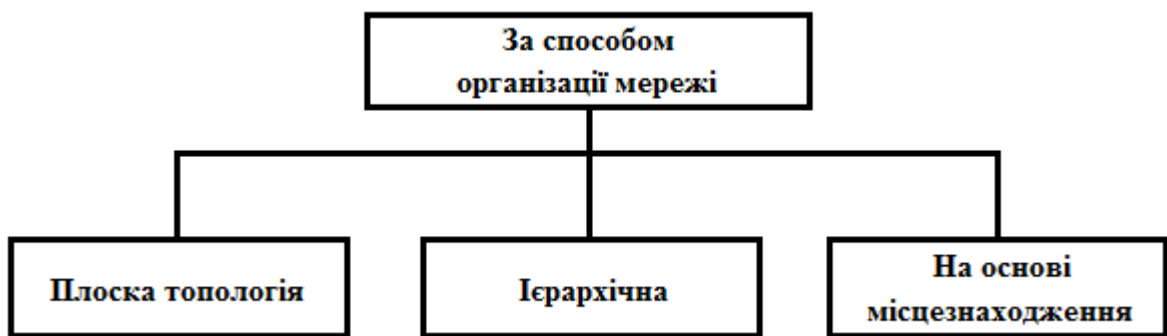 За способом
організації мережі
Плоска топологія
Ієрархічна
На основі
місцезнаходження